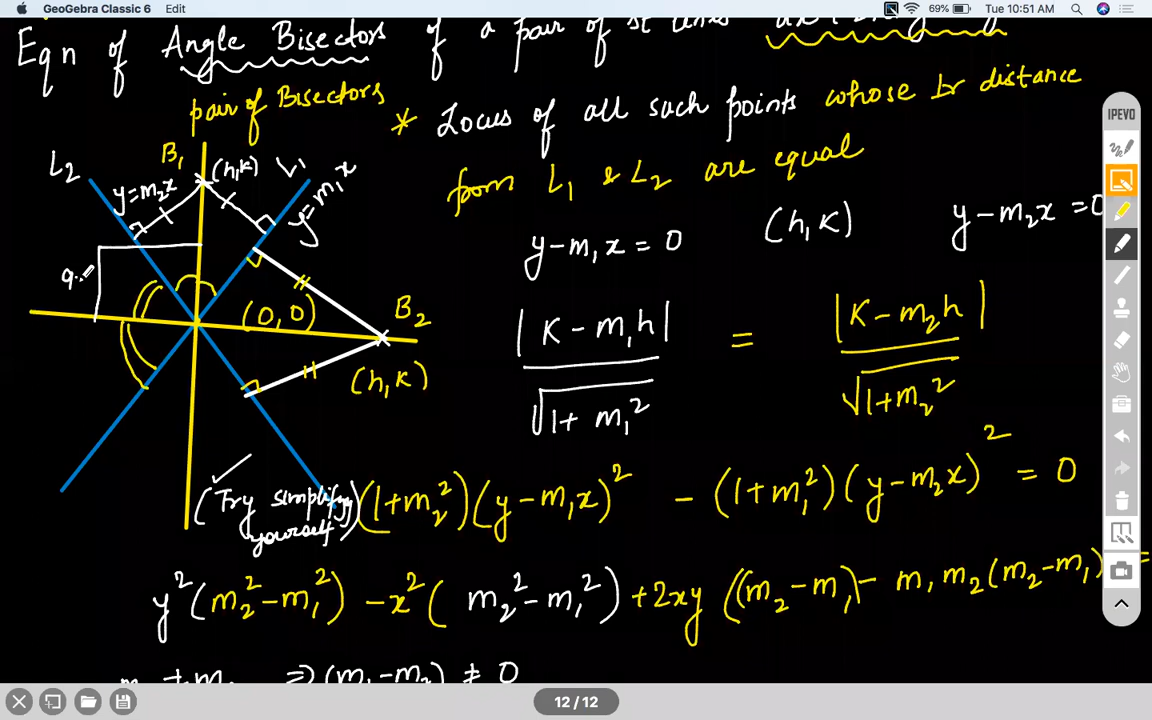 GeoGebra Classic 6 Edit 69% Tue 10:51 AM
Eqn of Angle Bisectors of a pair of st lines
pair of Bisectors
* Locus of all such points whose ⊥r distance
from L₁ & L₂ are equal
IPEVO
L₂ B₁ (h,k) L₁
y=m₂x y=m₁x
y-m₁x = 0 (h,k) y-m₂x = 0
9
(0,0) B₂
(h,k)
|K-m₁h| = |K-m₂h|
√1+m₁² √1+m₂²
(Try simplify yourself) (1+m₂²)(y-m₁x)² - (1+m₁²)(y-m₂x)² = 0
y²(m₂²-m₁²) -x²(m₂²-m₁²) +2xy((m₂-m₁)- m₁m₂(m₂-m₁) =
⇒ (m₁-m₂) ≠ 0
12/12